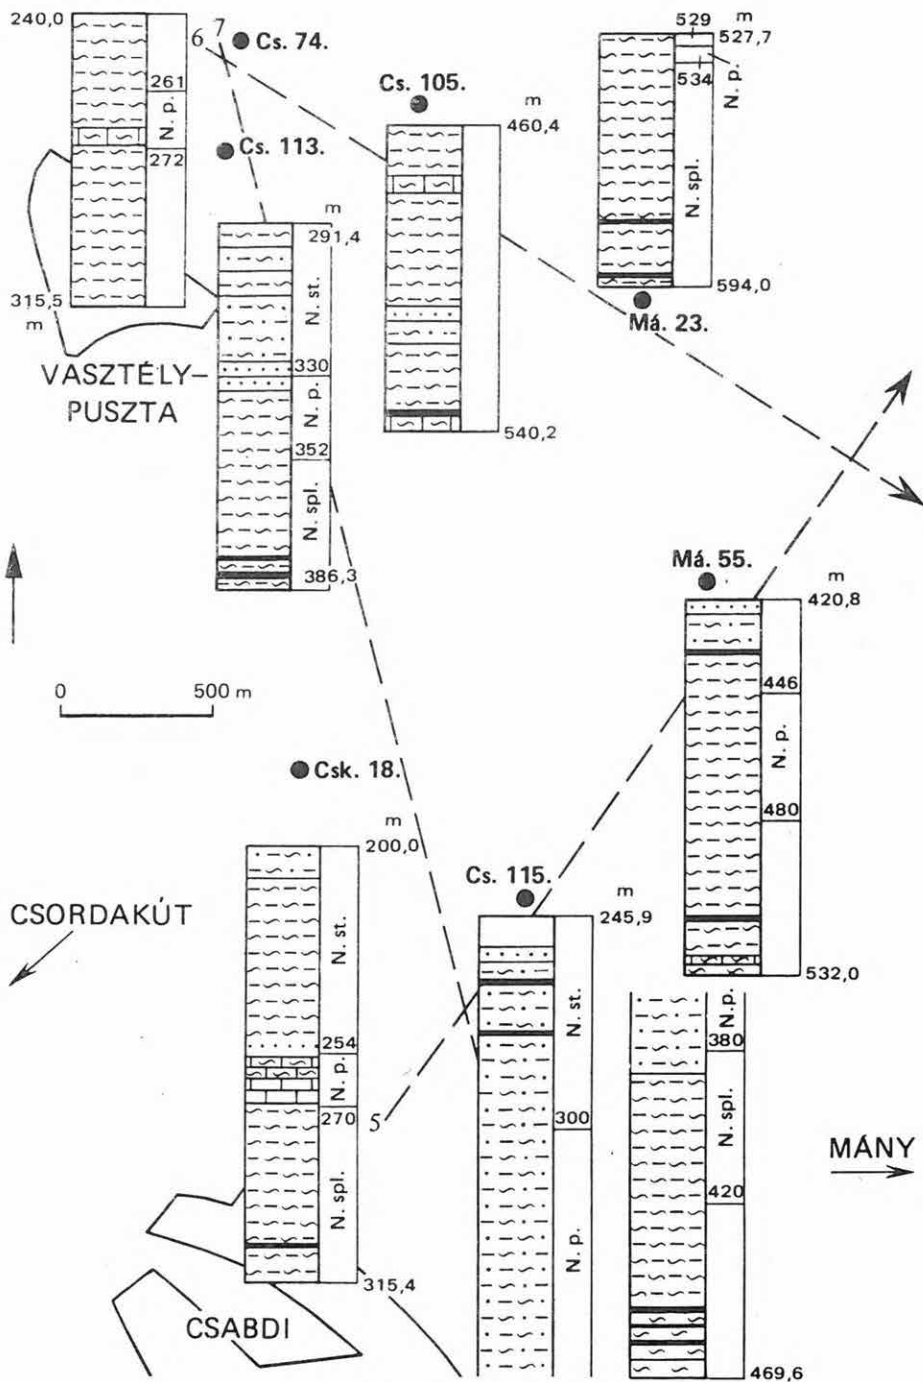 240,0
261
N. p.
272
315,5
m
6 7
Cs. 74.
Cs. 113.
VASZTÉLY–
PUSZTA
m
291,4
N. st.
330
N. p.
352
N. spl.
386,3
Cs. 105.
m
460,4
540,2
529
m
527,7
534
N. p.
N. spl.
594,0
Má. 23.
0 500 m
Má. 55.
m
420,8
446
N. p.
480
532,0
Csk. 18.
m
200,0
N. st.
254
N. p.
270
N. spl.
315,4
5
CSORDAKÚT
CSABDI
Cs. 115.
m
245,9
N. st.
300
N. p.
N.p.
380
N. spl.
420
469,6
MÁNY